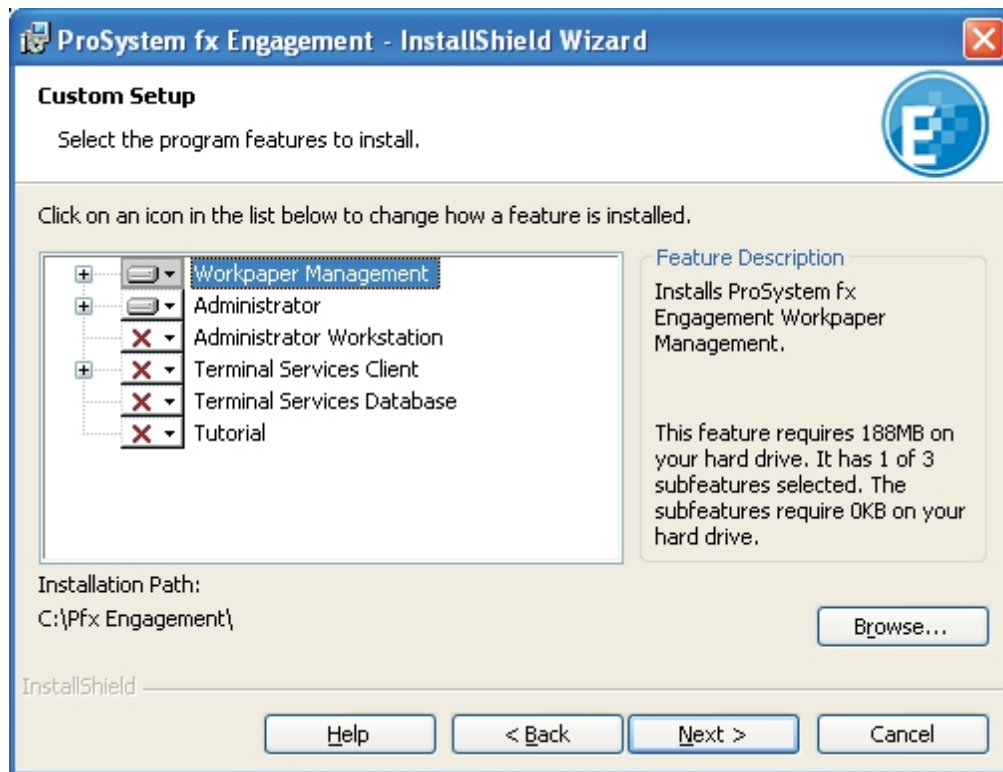 ProSystem fx Engagement - InstallShield Wizard
Custom Setup
Select the program features to install.
E
Click on an icon in the list below to change how a feature is installed.
Workpaper Management
Administrator
Administrator Workstation
Terminal Services Client
Terminal Services Database
Tutorial
Feature Description
Installs ProSystem fx
Engagement Workpaper
Management.
This feature requires 188MB on
your hard drive. It has 1 of 3
subfeatures selected. The
subfeatures require 0KB on your
hard drive.
Installation Path:
C:\Pfx Engagement\
Browse...
InstallShield
Help
< Back
Next >
Cancel